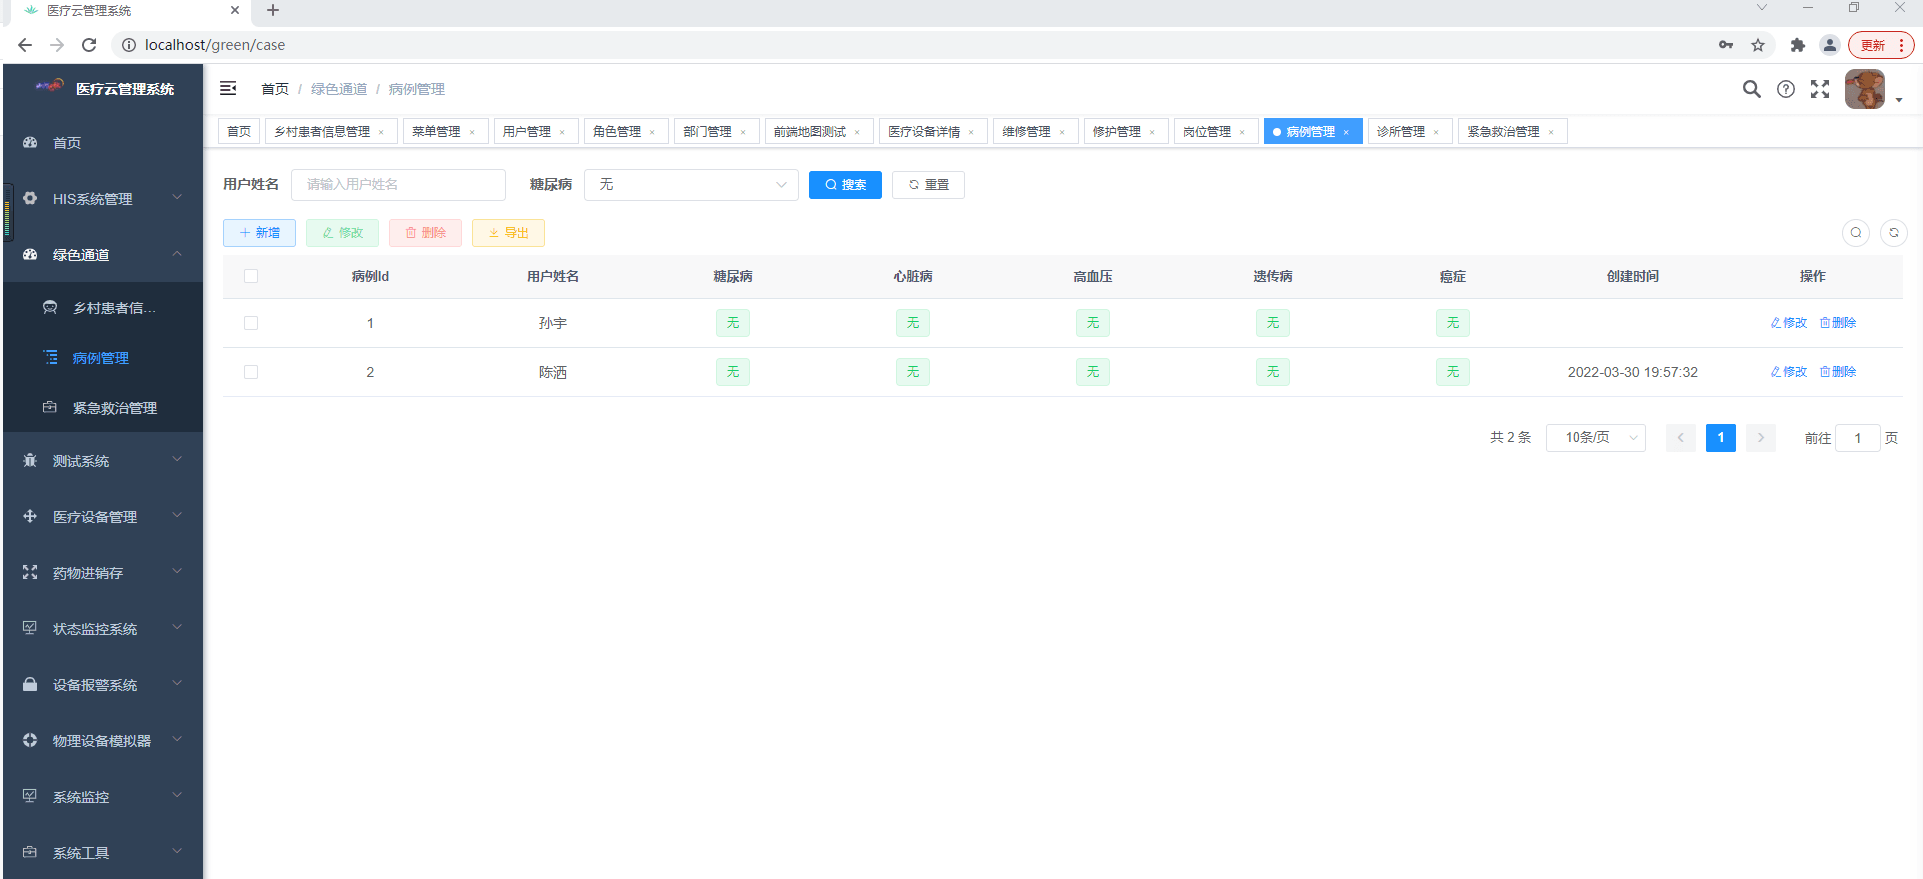 医疗云管理系统
localhost/green/case
更新
医疗云管理系统
首页 / 绿色通道 / 病例管理
首页 乡村患者信息管理 × 菜单管理 × 用户管理 × 角色管理 × 部门管理 × 前端地图测试 × 医疗设备详情 × 维修管理 × 修护管理 × 岗位管理 × 病例管理 × 诊所管理 × 紧急救治管理 ×
首页
HIS系统管理
绿色通道
乡村患者信...
病例管理
紧急救治管理
测试系统
医疗设备管理
药物进销存
状态监控系统
设备报警系统
物理设备模拟器
系统监控
系统工具
用户姓名 请输入用户姓名 糖尿病 无 搜索 重置
新增 修改 删除 导出
病例Id 用户姓名 糖尿病 心脏病 高血压 遗传病 癌症 创建时间 操作
1 孙宇 无 无 无 无 无 修改 删除
2 陈洒 无 无 无 无 无 2022-03-30 19:57:32 修改 删除
共 2 条 10条/页 1 前往 1 页